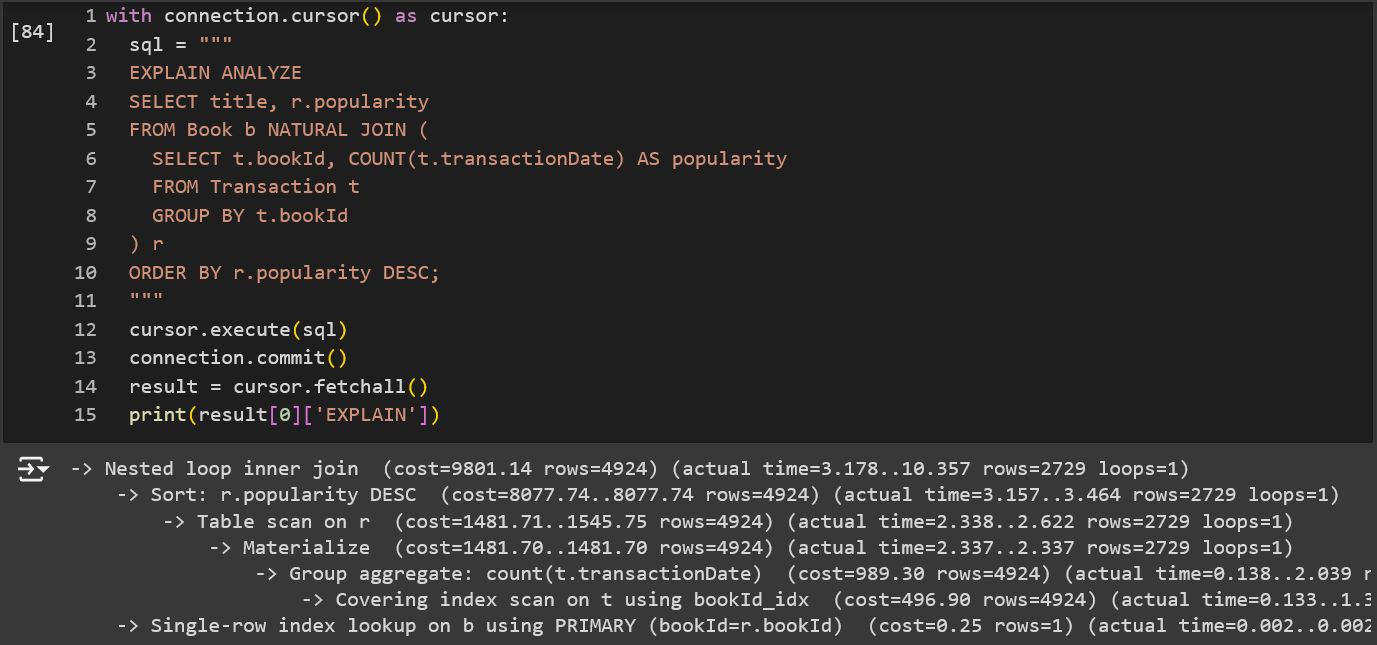 [84]
1 with connection.cursor() as cursor:
2 sql = """
3 EXPLAIN ANALYZE
4 SELECT title, r.popularity
5 FROM Book b NATURAL JOIN (
6 SELECT t.bookId, COUNT(t.transactionDate) AS popularity
7 FROM Transaction t
8 GROUP BY t.bookId
9 ) r
10 ORDER BY r.popularity DESC;
11 """
12 cursor.execute(sql)
13 connection.commit()
14 result = cursor.fetchall()
15 print(result[0]['EXPLAIN'])
-> Nested loop inner join (cost=9801.14 rows=4924) (actual time=3.178..10.357 rows=2729 loops=1)
-> Sort: r.popularity DESC (cost=8077.74..8077.74 rows=4924) (actual time=3.157..3.464 rows=2729 loops=1)
-> Table scan on r (cost=1481.71..1545.75 rows=4924) (actual time=2.338..2.622 rows=2729 loops=1)
-> Materialize (cost=1481.70..1481.70 rows=4924) (actual time=2.337..2.337 rows=2729 loops=1)
-> Group aggregate: count(t.transactionDate) (cost=989.30 rows=4924) (actual time=0.138..2.039 r
-> Covering index scan on t using bookId_idx (cost=496.90 rows=4924) (actual time=0.133..1.3
-> Single-row index lookup on b using PRIMARY (bookId=r.bookId) (cost=0.25 rows=1) (actual time=0.002..0.002